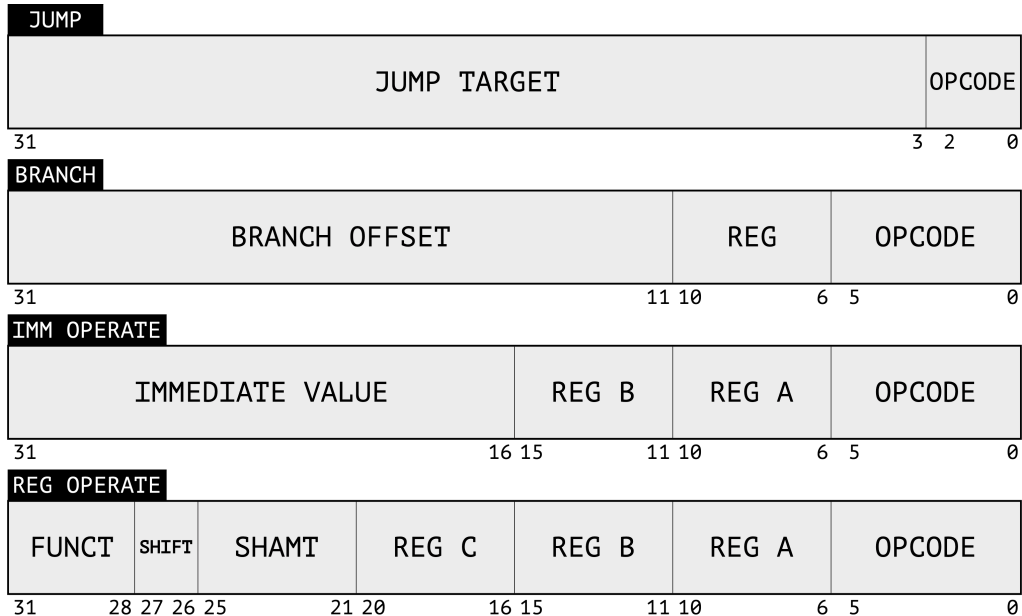 JUMP
JUMP TARGET OPCODE
31 3 2 0
BRANCH
BRANCH OFFSET REG OPCODE
31 11 10 6 5 0
IMM OPERATE
IMMEDIATE VALUE REG B REG A OPCODE
31 16 15 11 10 6 5 0
REG OPERATE
FUNCT SHIFT SHAMT REG C REG B REG A OPCODE
31 28 27 26 25 21 20 16 15 11 10 6 5 0